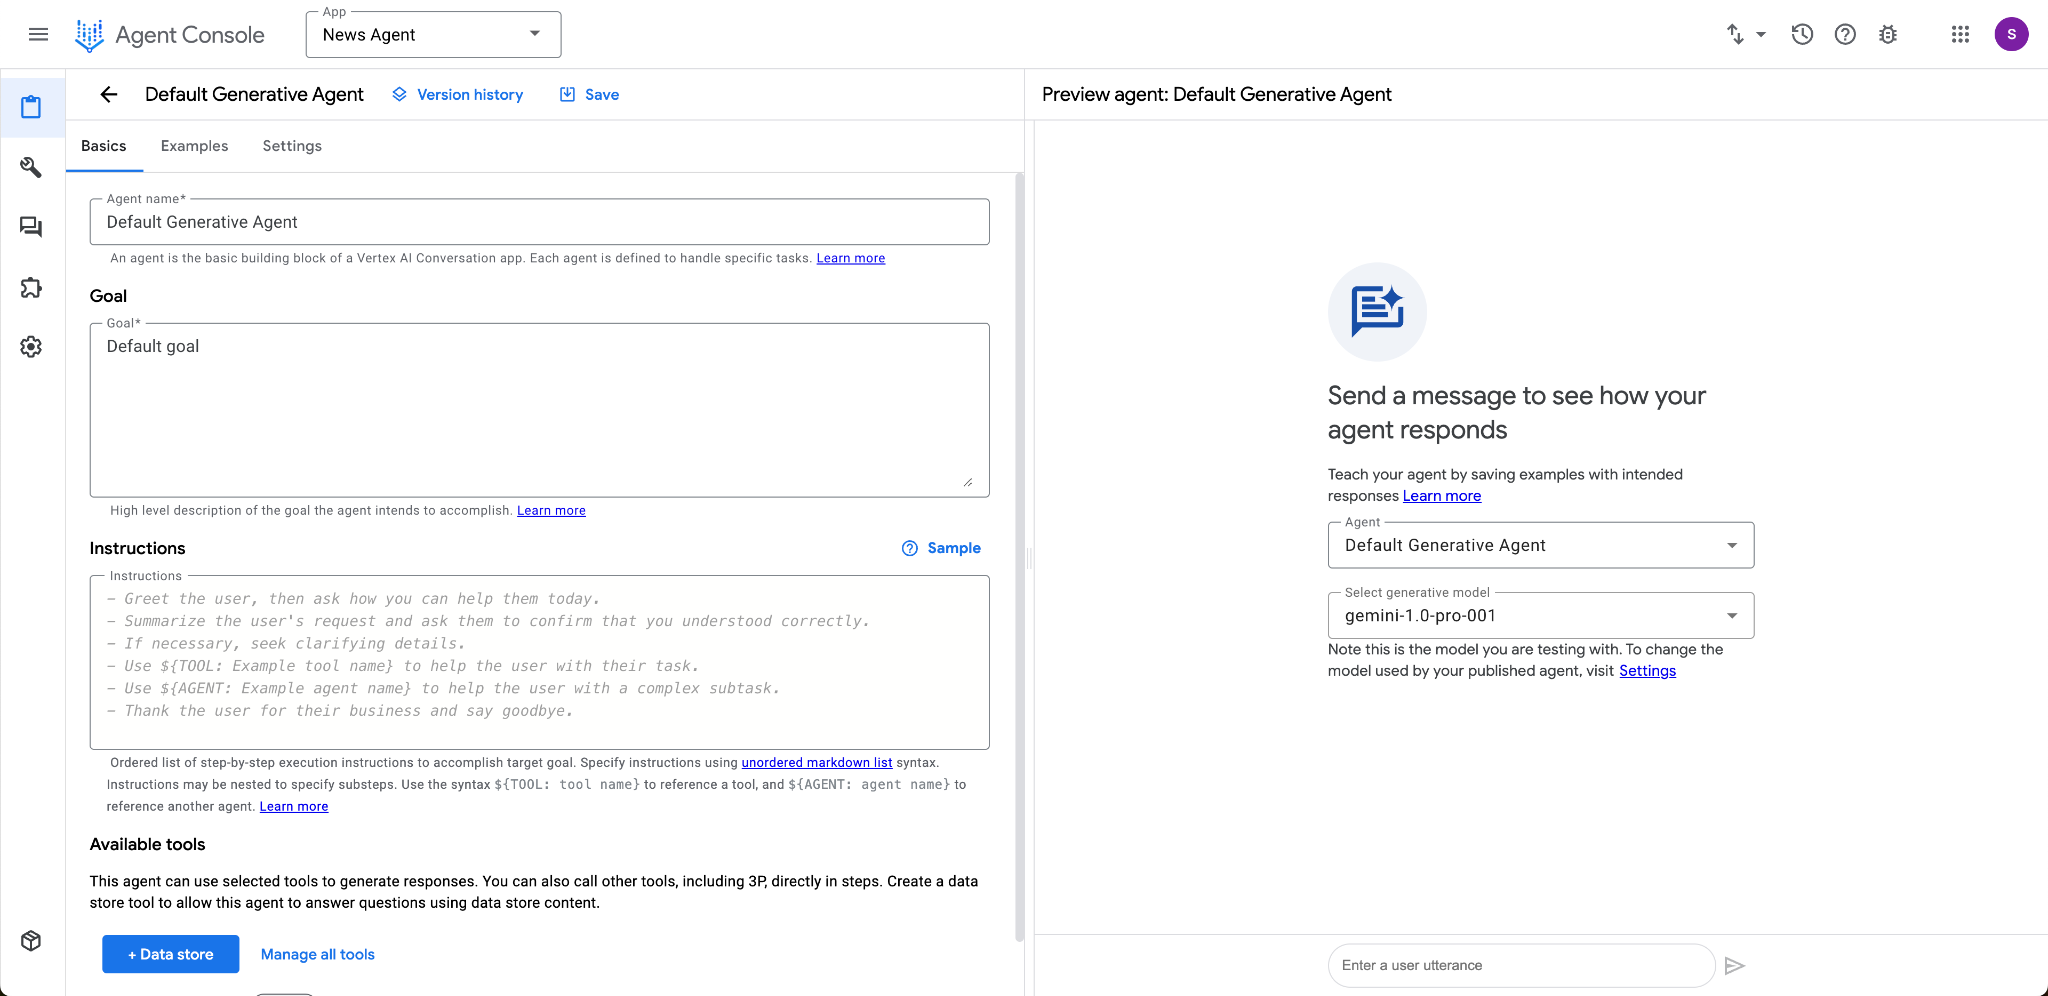 Agent Console
App
News Agent
S
Default Generative Agent
Version history
Save
Preview agent: Default Generative Agent
Basics
Examples
Settings
Agent name*
Default Generative Agent
An agent is the basic building block of a Vertex AI Conversation app. Each agent is defined to handle specific tasks. Learn more
Goal
Goal*
Default goal
High level description of the goal the agent intends to accomplish. Learn more
Instructions
Sample
Instructions
- Greet the user, then ask how you can help them today.
- Summarize the user's request and ask them to confirm that you understood correctly.
- If necessary, seek clarifying details.
- Use ${TOOL: Example tool name} to help the user with their task.
- Use ${AGENT: Example agent name} to help the user with a complex subtask.
- Thank the user for their business and say goodbye.
Ordered list of step-by-step execution instructions to accomplish target goal. Specify instructions using unordered markdown list syntax.
Instructions may be nested to specify substeps. Use the syntax ${TOOL: tool name} to reference a tool, and ${AGENT: agent name} to
reference another agent. Learn more
Available tools
This agent can use selected tools to generate responses. You can also call other tools, including 3P, directly in steps. Create a data
store tool to allow this agent to answer questions using data store content.
+ Data store
Manage all tools
Send a message to see how your
agent responds
Teach your agent by saving examples with intended
responses Learn more
Agent
Default Generative Agent
Select generative model
gemini-1.0-pro-001
Note this is the model you are testing with. To change the
model used by your published agent, visit Settings
Enter a user utterance